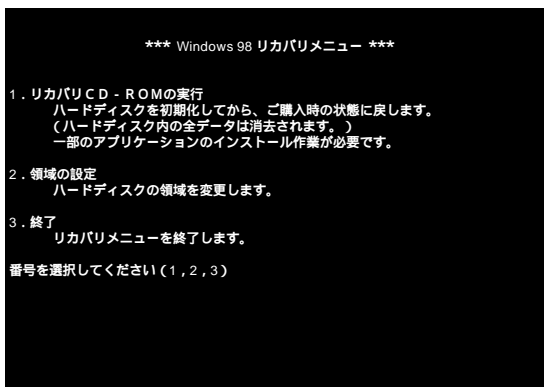 *** Windows 98 リカバリメニュー ***
1．リカバリＣＤ－ＲＯＭの実行
ハードディスクを初期化してから、ご購入時の状態に戻します。
（ハードディスク内の全データは消去されます。）
一部のアプリケーションのインストール作業が必要です。
2．領域の設定
ハードディスクの領域を変更します。
3．終了
リカバリメニューを終了します。
番号を選択してください（1，2，3）